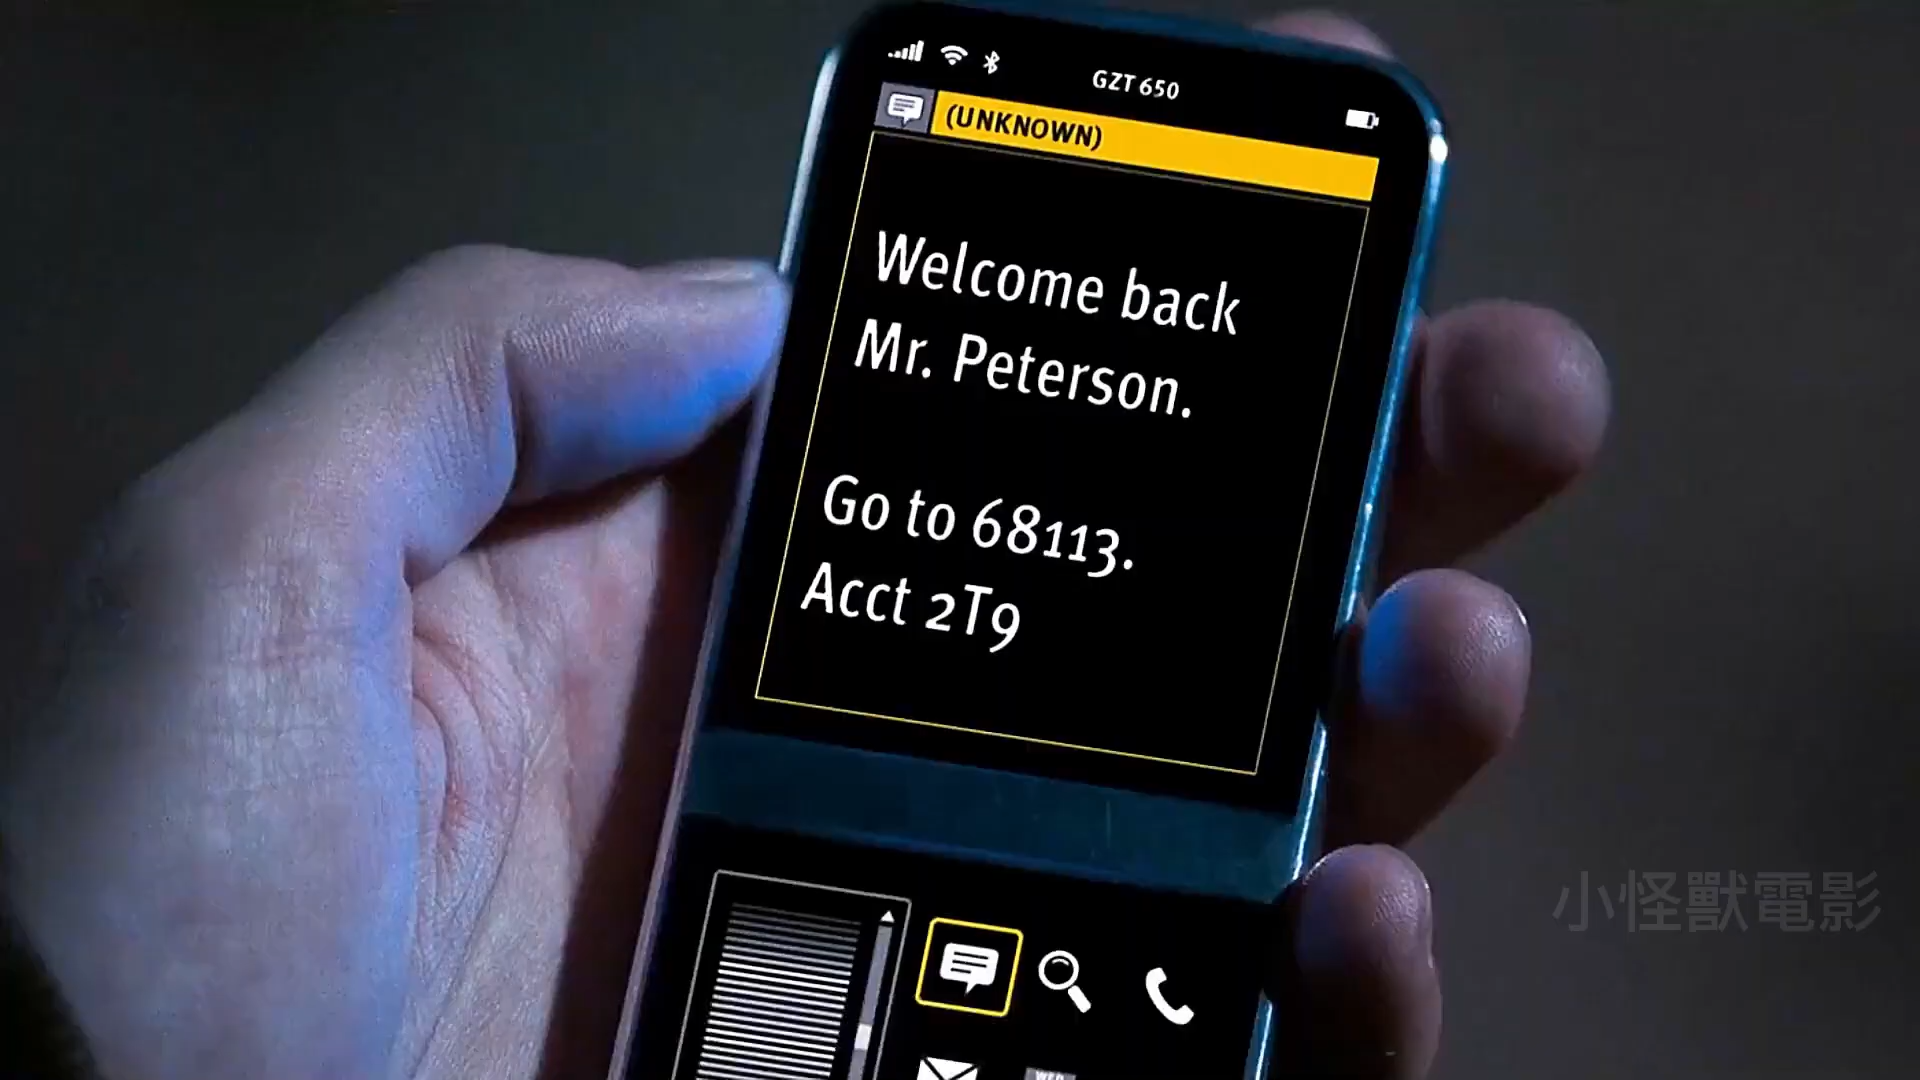 GZT 650
(UNKNOWN)
Welcome back
Mr. Peterson.
Go to 68113.
Acct 2T9
小怪獸電影